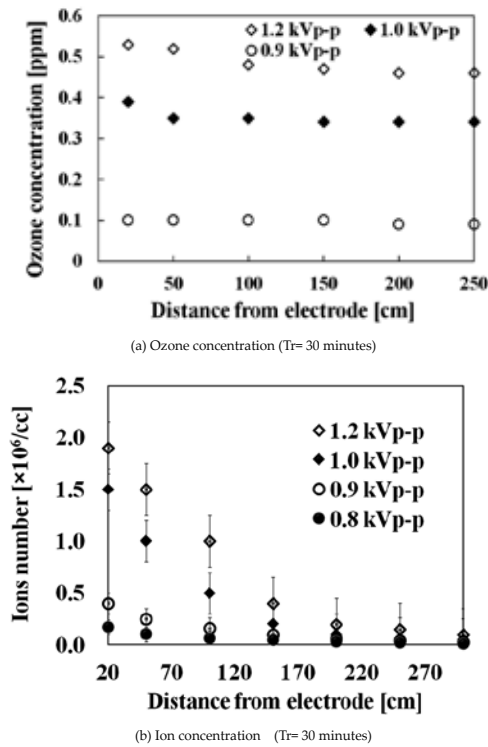 0.6
◇ 1.2 kVp-p ◆ 1.0 kVp-p
○ 0.9 kVp-p
0.5
0.4
0.3
0.2
0.1
0
Ozone concentration [ppm]
0 50 100 150 200 250
Distance from electrode [cm]
(a) Ozone concentration (Tr= 30 minutes)
2.5
2.0
1.5
1.0
0.5
0.0
Ions number [×10⁶/cc]
◇ 1.2 kVp-p
◆ 1.0 kVp-p
○ 0.9 kVp-p
● 0.8 kVp-p
20 70 120 170 220 270
Distance from electrode [cm]
(b) Ion concentration (Tr= 30 minutes)